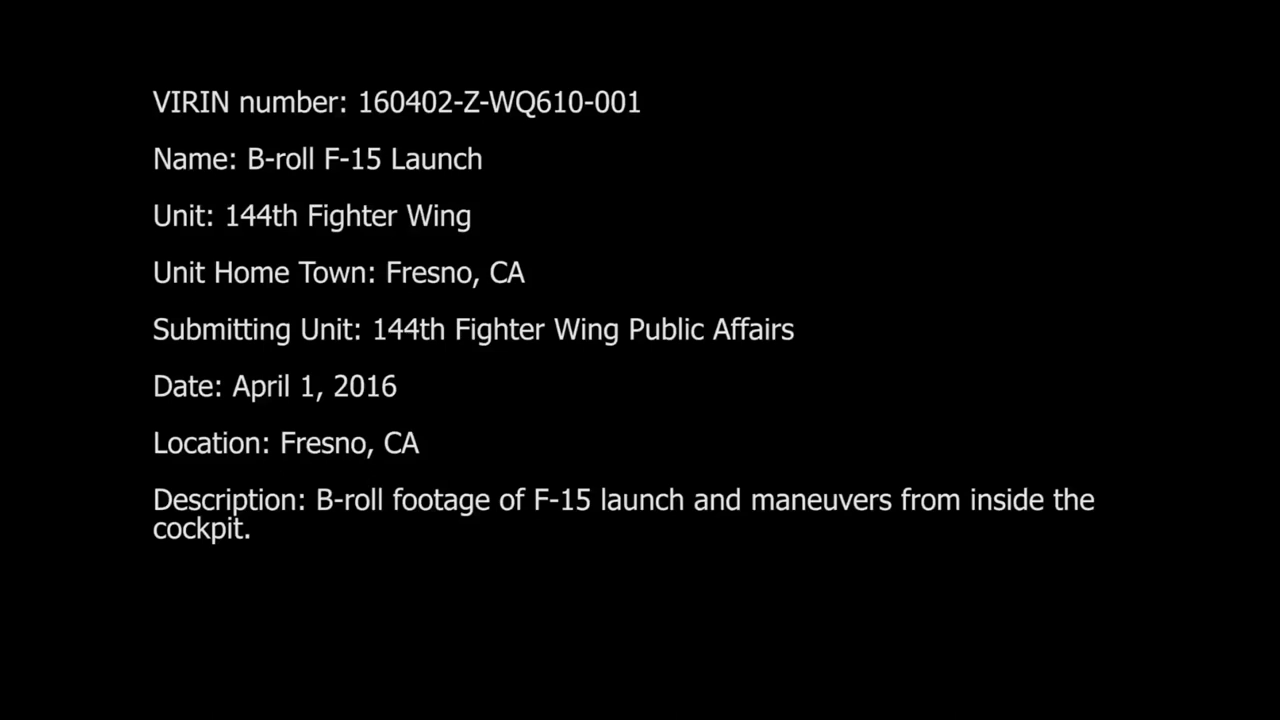 VIRIN number: 160402-Z-WQ610-001
Name: B-roll F-15 Launch
Unit: 144th Fighter Wing
Unit Home Town: Fresno, CA
Submitting Unit: 144th Fighter Wing Public Affairs
Date: April 1, 2016
Location: Fresno, CA
Description: B-roll footage of F-15 launch and maneuvers from inside the
cockpit.